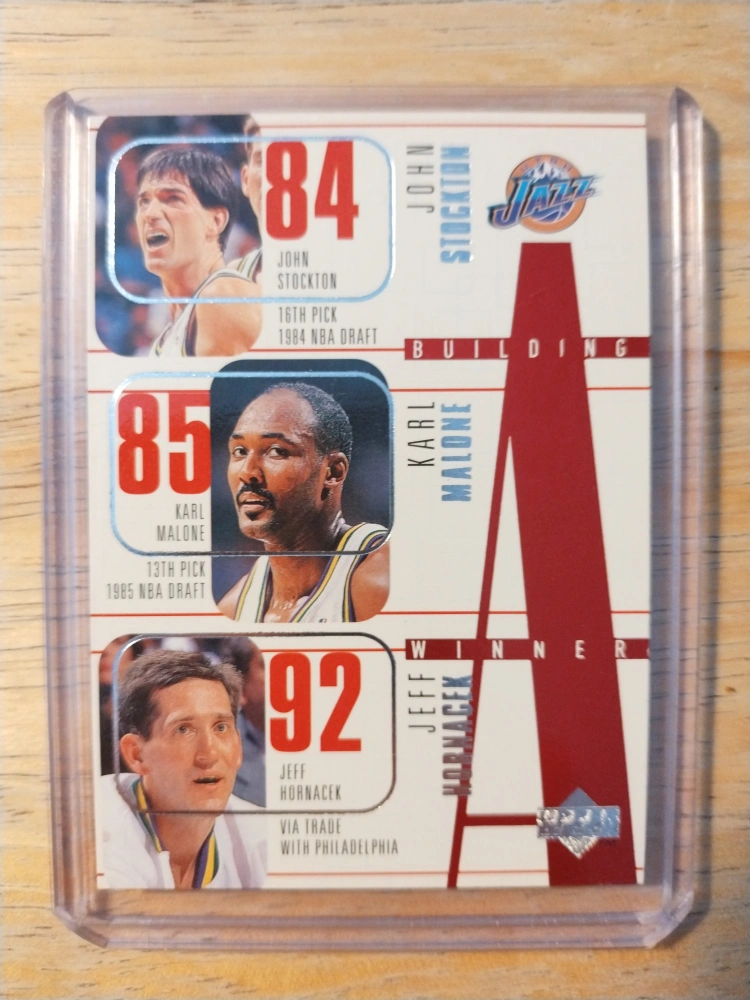 84
JOHN
STOCKTON
16TH PICK
1984 NBA DRAFT
JOHN
STOCKTON
JAZZ
BUILDING
A
85
KARL
MALONE
13TH PICK
1985 NBA DRAFT
KARL
MALONE
WINNER
92
JEFF
HORNACEK
VIA TRADE
WITH PHILADELPHIA
JEFF
HORNACEK